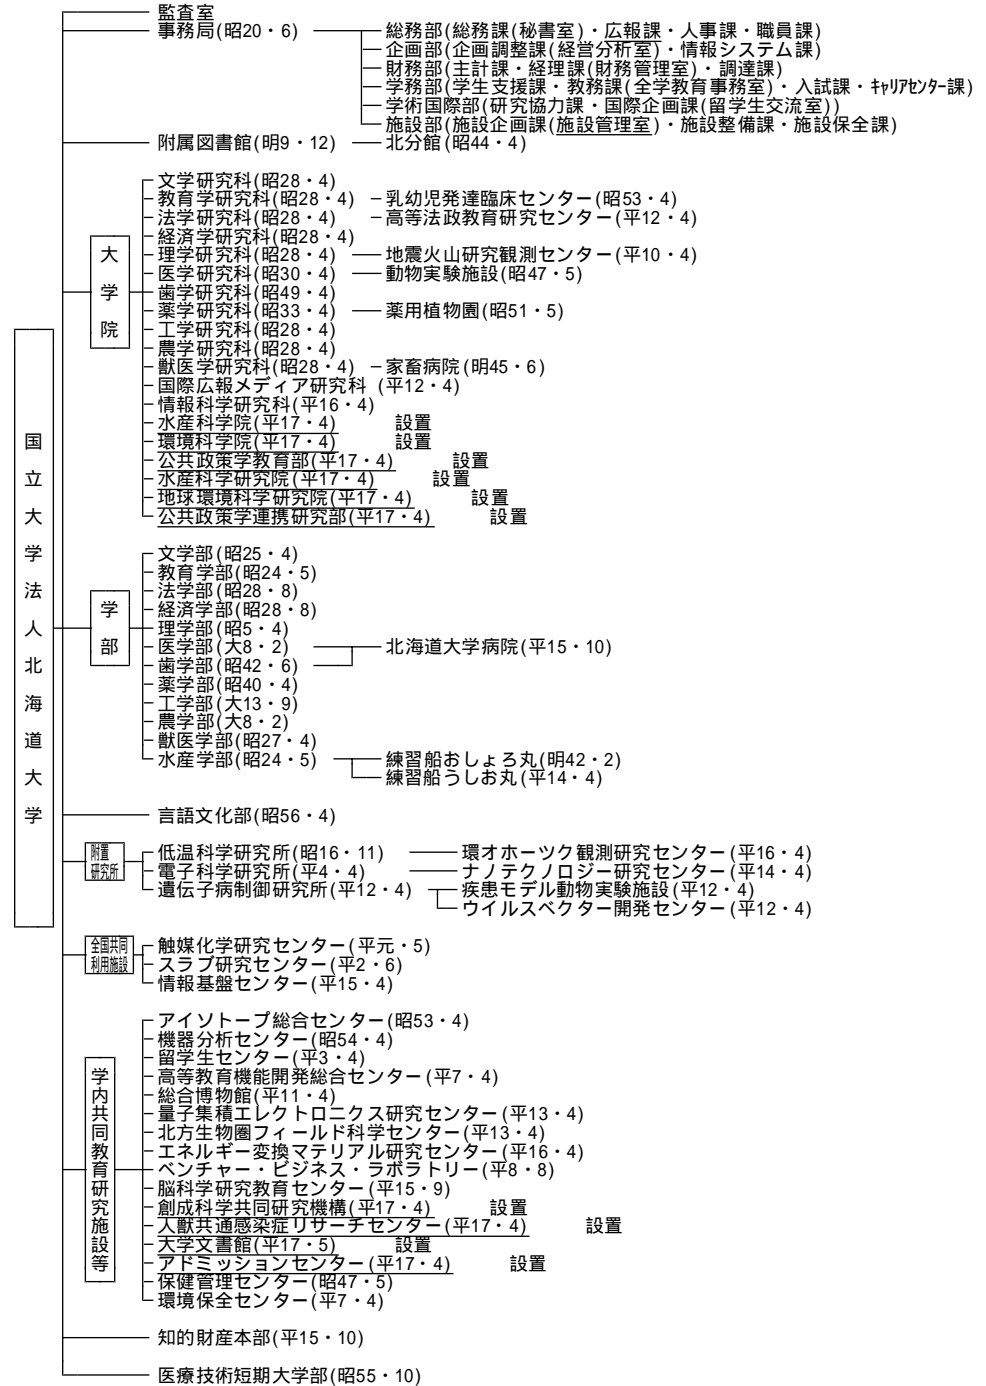 監査室
事務局(昭20・6)
総務部(総務課(秘書室)・広報課・人事課・職員課)
企画部(企画調整課(経営分析室)・情報システム課)
財務部(主計課・経理課(財務管理室)・調達課)
学務部(学生支援課・教務課(全学教育事務室)・入試課・ｷｬﾘｱｾﾝﾀｰ課)
学術国際部(研究協力課・国際企画課(留学生交流室))
施設部(施設企画課(施設管理室)・施設整備課・施設保全課)
附属図書館(明9・12) 北分館(昭44・4)
大学院
文学研究科(昭28・4)
教育学研究科(昭28・4) 乳幼児発達臨床センター(昭53・4)
法学研究科(昭28・4) 高等法政教育研究センター(平12・4)
経済学研究科(昭28・4)
理学研究科(昭28・4) 地震火山研究観測センター(平10・4)
医学研究科(昭30・4) 動物実験施設(昭47・5)
歯学研究科(昭49・4)
薬学研究科(昭33・4) 薬用植物園(昭51・5)
工学研究科(昭28・4)
農学研究科(昭28・4)
獣医学研究科(昭28・4) 家畜病院(明45・6)
国際広報メディア研究科 (平12・4)
情報科学研究科(平16・4)
水産科学院(平17・4) 設置
環境科学院(平17・4) 設置
公共政策学教育部(平17・4) 設置
水産科学研究院(平17・4) 設置
地球環境科学研究院(平17・4) 設置
公共政策学連携研究部(平17・4) 設置
国立大学法人北海道大学
学部
文学部(昭25・4)
教育学部(昭24・5)
法学部(昭28・8)
経済学部(昭28・8)
理学部(昭5・4)
医学部(大8・2) 北海道大学病院(平15・10)
歯学部(昭42・6)
薬学部(昭40・4)
工学部(大13・9)
農学部(大8・2)
獣医学部(昭27・4)
水産学部(昭24・5) 練習船おしょろ丸(明42・2)
練習船うしお丸(平14・4)
言語文化部(昭56・4)
附置研究所
低温科学研究所(昭16・11) 環オホーツク観測研究センター(平16・4)
電子科学研究所(平4・4) ナノテクノロジー研究センター(平14・4)
遺伝子病制御研究所(平12・4) 疾患モデル動物実験施設(平12・4)
ウイルスベクター開発センター(平12・4)
全国共同利用施設
触媒化学研究センター(平元・5)
スラブ研究センター(平2・6)
情報基盤センター(平15・4)
学内共同教育研究施設等
アイソトープ総合センター(昭53・4)
機器分析センター(昭54・4)
留学生センター(平3・4)
高等教育機能開発総合センター(平7・4)
総合博物館(平11・4)
量子集積エレクトロニクス研究センター(平13・4)
北方生物圏フィールド科学センター(平13・4)
エネルギー変換マテリアル研究センター(平16・4)
ベンチャー・ビジネス・ラボラトリー(平8・8)
脳科学研究教育センター(平15・9)
創成科学共同研究機構(平17・4) 設置
人獣共通感染症リサーチセンター(平17・4) 設置
大学文書館(平17・5) 設置
アドミッションセンター(平17・4) 設置
保健管理センター(昭47・5)
環境保全センター(平7・4)
知的財産本部(平15・10)
医療技術短期大学部(昭55・10)